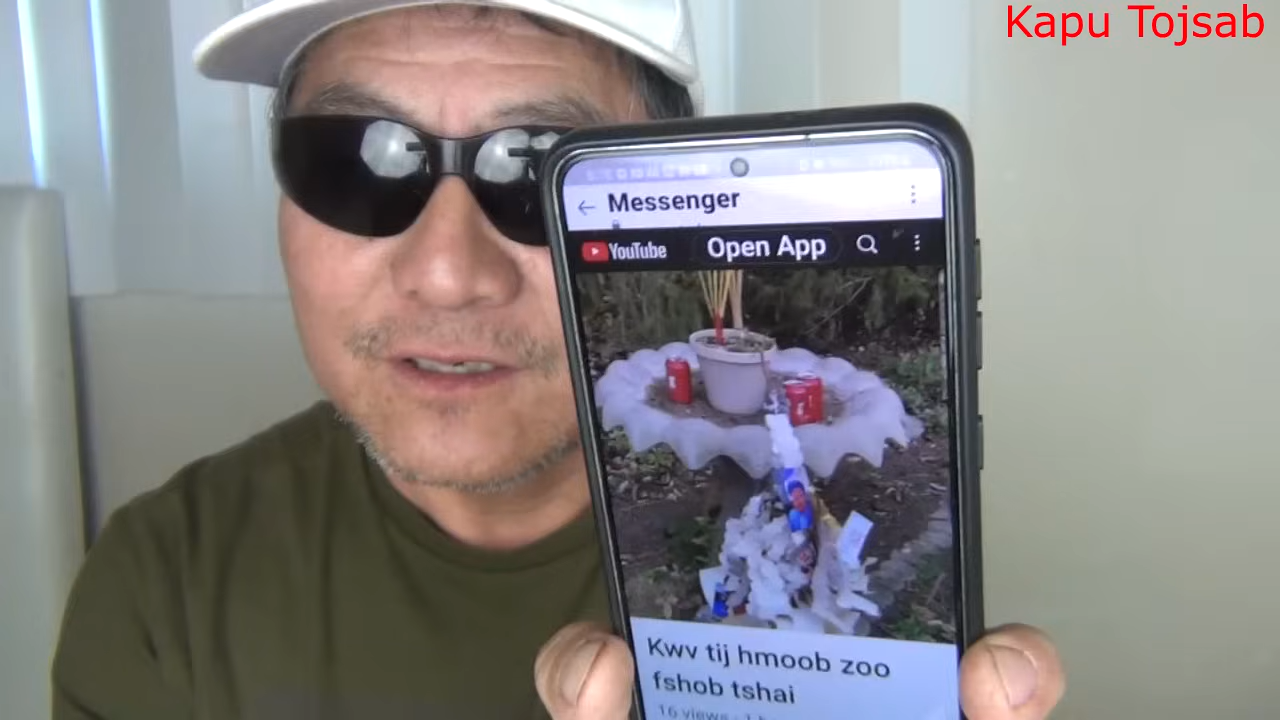 Kapu Tojsab
Messenger
YouTube
Open App
Kwv tij hmoob zoo
fshob tshai
16 views